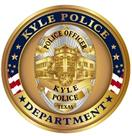 KYLE POLICE
POLICE OFFICER
KYLE
POLICE
TEXAS
DEPARTMENT